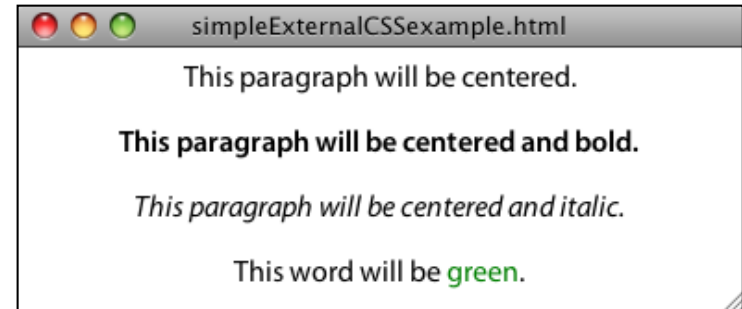 simpleExternalCSSexample.html
This paragraph will be centered.
This paragraph will be centered and bold.
This paragraph will be centered and italic.
This word will be green.